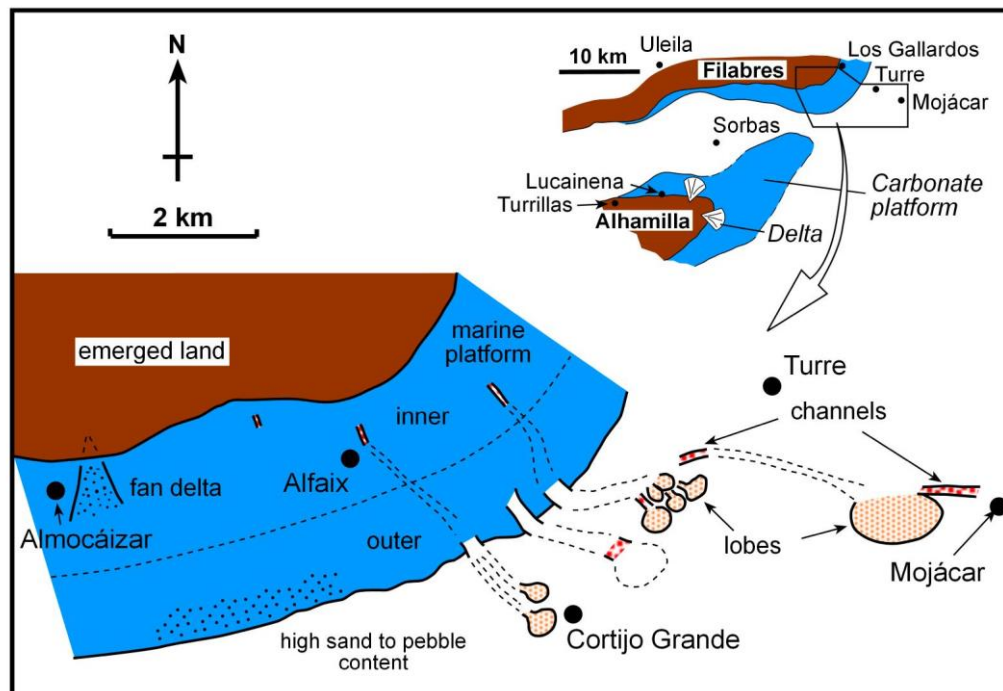 N
2 km
10 km
Uleila
Filabres
Los Gallardos
Turre
Mojácar
Sorbas
Lucainena
Turrillas
Alhamilla
Carbonate
platform
Delta
emerged land
marine
platform
inner
Turre
channels
fan delta
Alfaix
Almocáizar
outer
lobes
Mojácar
Cortijo Grande
high sand to pebble
content